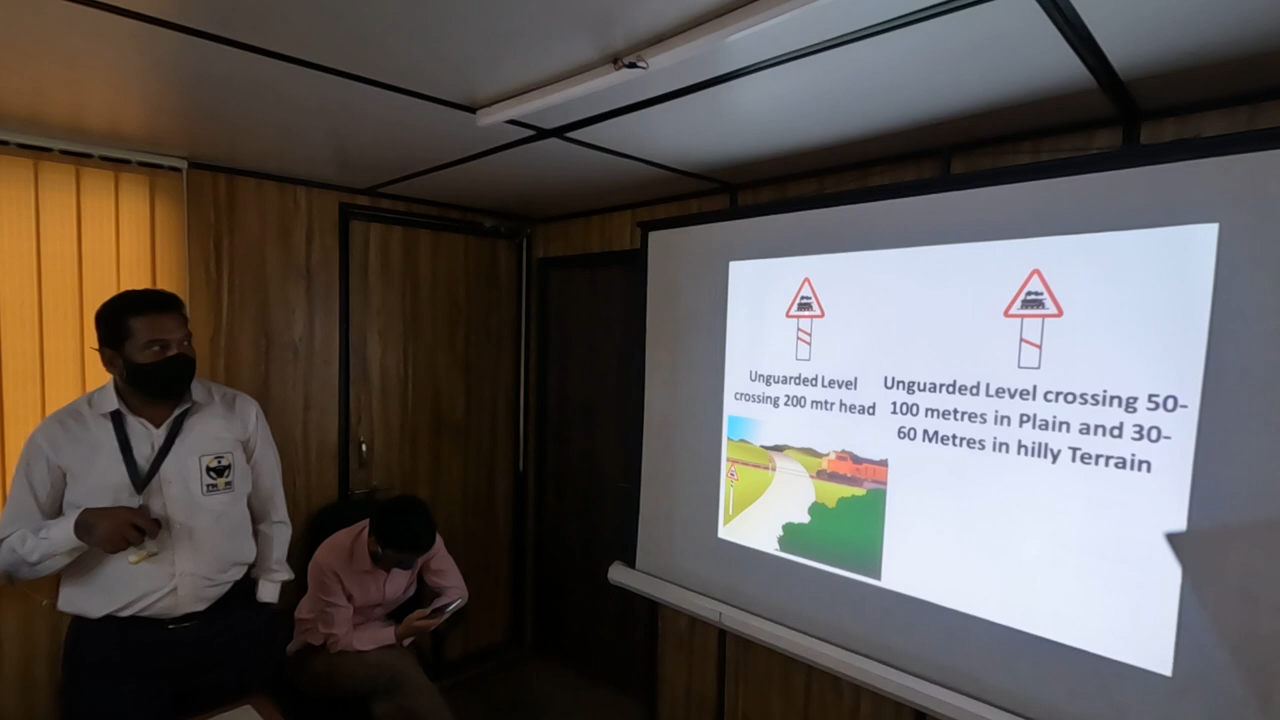 Unguarded Level
crossing 200 mtr head
Unguarded Level crossing 50-
100 metres in Plain and 30-
60 Metres in hilly Terrain